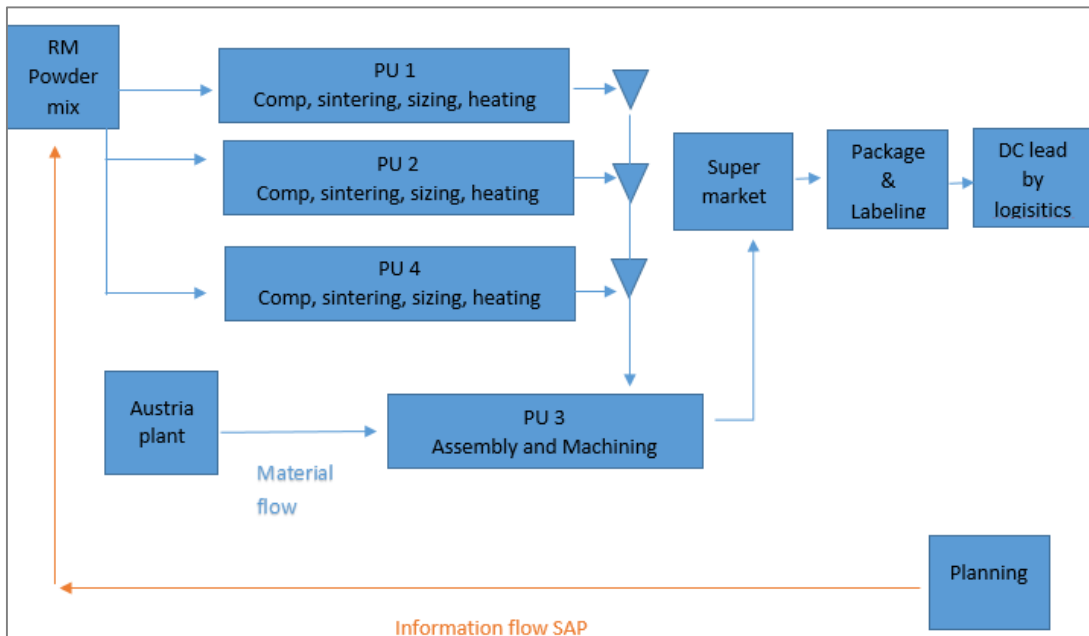 RM
Powder
mix
PU 1
Comp, sintering, sizing, heating
PU 2
Comp, sintering, sizing, heating
PU 4
Comp, sintering, sizing, heating
Super
market
Package
&
Labeling
DC lead
by
logisitics
Austria
plant
PU 3
Assembly and Machining
Material
flow
Planning
Information flow SAP